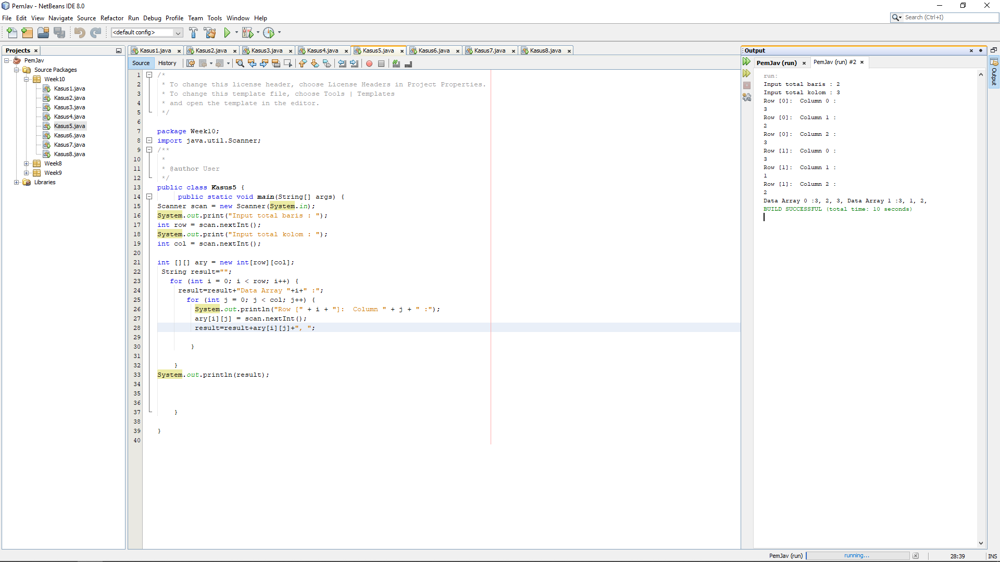 PemJav - NetBeans IDE 8.0
File Edit View Navigate Source Refactor Run Debug Profile Team Tools Window Help
Search (Ctrl+I)
<default config>
Projects
PemJav
Source Packages
Week10
Kasus1.java
Kasus2.java
Kasus3.java
Kasus4.java
Kasus5.java
Kasus6.java
Kasus7.java
Kasus8.java
Week8
Week9
Libraries
Kasus1.java Kasus2.java Kasus3.java Kasus4.java Kasus5.java Kasus6.java Kasus7.java Kasus8.java
Source History
1 /*
2 * To change this license header, choose License Headers in Project Properties.
3 * To change this template file, choose Tools | Templates
4 * and open the template in the editor.
5 */
6
7 package Week10;
8 import java.util.Scanner;
9 /**
10 *
11 * @author User
12 */
13 public class Kasus5 {
14 public static void main(String[] args) {
15 Scanner scan = new Scanner(System.in);
16 System.out.print("Input total baris : ");
17 int row = scan.nextInt();
18 System.out.print("Input total kolom : ");
19 int col = scan.nextInt();
20
21 int [][] ary = new int[row][col];
22 String result="";
23 for (int i = 0; i < row; i++) {
24 result=result+"Data Array "+i+" :";
25 for (int j = 0; j < col; j++) {
26 System.out.println("Row [" + i + "]:  Column " + j + " :");
27 ary[i][j] = scan.nextInt();
28 result=result+ary[i][j]+", ";
29
30 }
31
32 }
33 System.out.println(result);
34
35
36
37 }
38
39 }
40
Output
PemJav (run) PemJav (run) #2
run:
Input total baris : 2
Input total kolom : 3
Row [0]:  Column 0 :
3
Row [0]:  Column 1 :
2
Row [0]:  Column 2 :
3
Row [1]:  Column 0 :
3
Row [1]:  Column 1 :
1
Row [1]:  Column 2 :
2
Data Array 0 :3, 2, 3, Data Array 1 :3, 1, 2,
BUILD SUCCESSFUL (total time: 10 seconds)
Output
PemJav (run) running... 28:39 INS